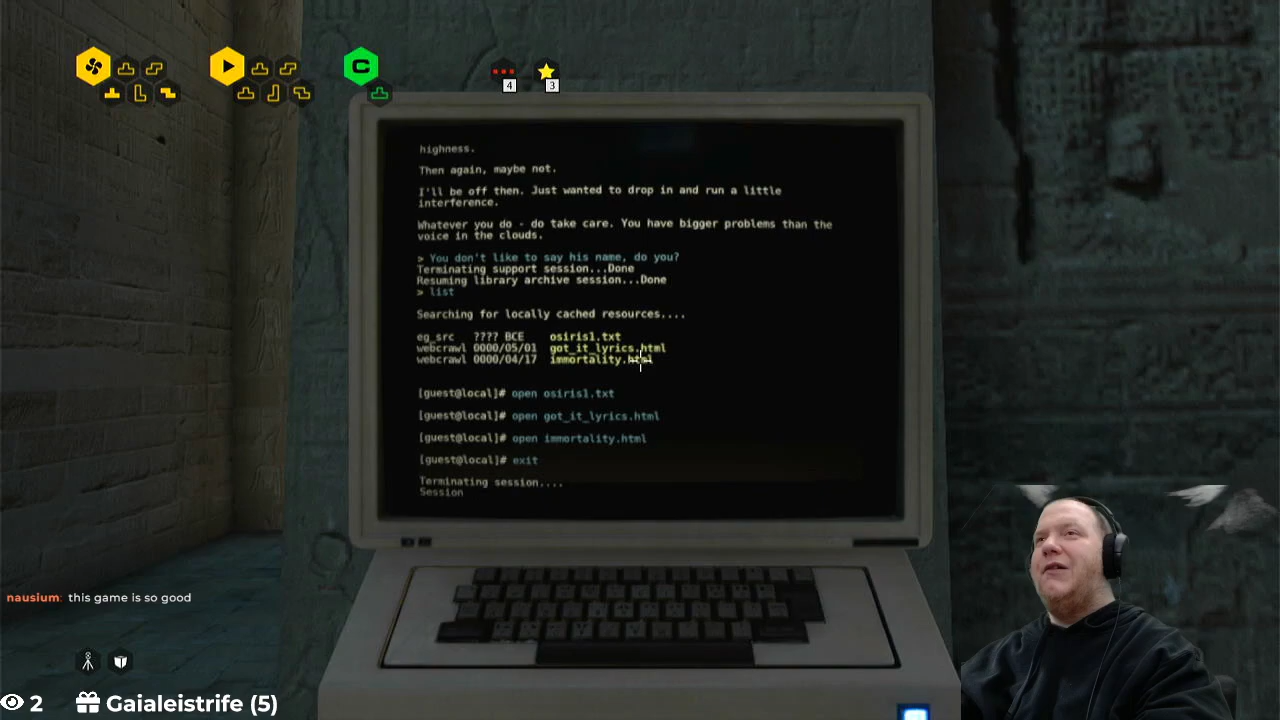 4
3
highness.
Then again, maybe not.
I'll be off then. Just wanted to drop in and run a little
interference.
Whatever you do - do take care. You have bigger problems than the
voice in the clouds.
> You don't like to say his name, do you?
Terminating support session...Done
Resuming library archive session...Done
> list
Searching for locally cached resources....
eg_src ???? BCE osiris1.txt
webcrawl 0000/05/01 got_it_lyrics.html
webcrawl 0000/04/17 immortality.html
[guest@local]# open osiris1.txt
[guest@local]# open got_it_lyrics.html
[guest@local]# open immortality.html
[guest@local]# exit
Terminating session....
Session
nausium: this game is so good
2
Gaialeistrife (5)